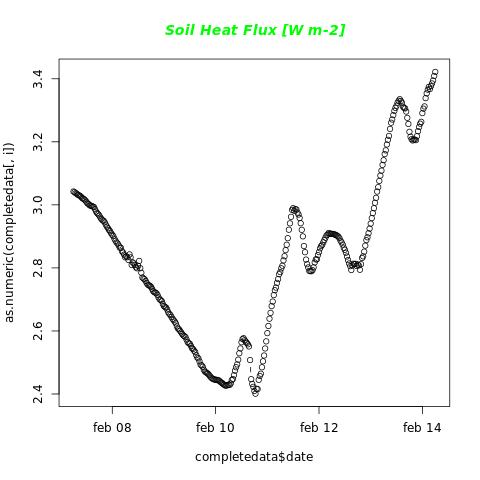 Soil Heat Flux [W m-2]
as.numeric(completedata[, i])
3.4
3.2
3.0
2.8
2.6
2.4
feb 08
feb 10
feb 12
feb 14
completedata$date